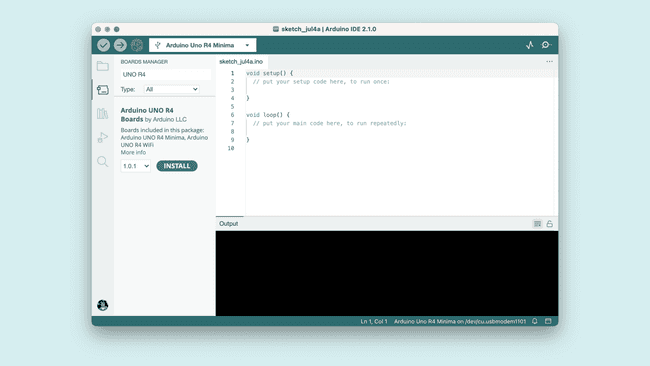 sketch_jul4a | Arduino IDE 2.1.0
Arduino Uno R4 Minima
BOARDS MANAGER
UNO R4
Type: All
Arduino UNO R4
Boards by Arduino LLC
Boards included in this package:
Arduino UNO R4 Minima, Arduino
UNO R4 WiFi
More info
1.0.1 INSTALL
sketch_jul4a.ino
1 void setup() {
2 // put your setup code here, to run once:
3
4 }
5
6 void loop() {
7 // put your main code here, to run repeatedly:
8
9 }
10
Output
Ln 1, Col 1 Arduino Uno R4 Minima on /dev/cu.usbmodem1101